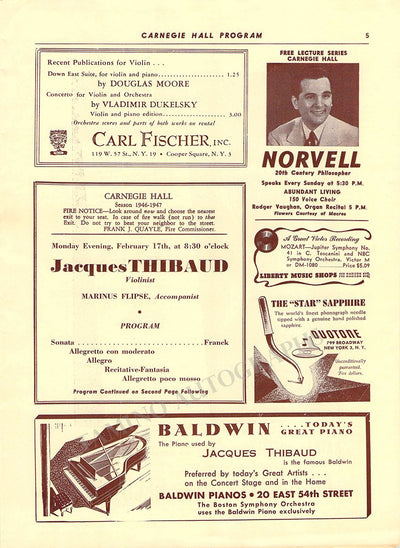 CARNEGIE HALL PROGRAM 5
Recent Publications for Violin . . .
Down East Suite, for violin and piano 1.25
by DOUGLAS MOORE
Concerto for Violin and Orchestra
by VLADIMIR DUKELSKY
Violin and piano edition 3.00
Orchestra scores and parts of both works on rental
CARL FISCHER, INC.
119 W. 57 St., N. Y. 19 • Cooper Square, N. Y. 3
CARNEGIE HALL
Season 1946-1947
FIRE NOTICE—Look around now and choose the nearest
exit to your seat. In case of fire walk (not run) to this
Exit. Do not try to beat your neighbor to the street.
FRANK J. QUAYLE, Fire Commissioner.
Monday Evening, February 17th, at 8:30 o'clock
Jacques THIBAUD
Violinist
MARINUS FLIPSE, Accompanist
• PROGRAM
Sonata Franck
Allegretto con moderato
Allegro
Recitative-Fantasia
Allegretto poco mosso
Program Continued on Second Page Following
FREE LECTURE SERIES
CARNEGIE HALL
NORVELL
20th Century Philosopher
Speaks Every Sunday at 5:30 P.M.
ABUNDANT LIVING
150 Voice Choir
Rodger Vaughan, Organ Recital 5 P.M.
Flowers Courtesy of Macres
A Great Victor Recording
MOZART—Jupiter Symphony No.
41 in C. Toscanini and NBC
Symphony Orchestra, Victor M
or DM-1080 Price $5.09
LIBERTY MUSIC SHOPS
THE "STAR" SAPPHIRE
The world's finest phonograph needle
tipped with a genuine hand polished
sapphire.
DUOTONE
799 BROADWAY
NEW YORK 3, N. Y.
Unconditionally
guaranteed.
Five dollars.
BALDWIN . . . . TODAY'S
GREAT PIANO
The Piano used by
JACQUES THIBAUD
is the famous Baldwin
Preferred by today's Great Artists . . .
on the Concert Stage and in the Home
BALDWIN PIANOS • 20 EAST 54th STREET
The Boston Symphony Orchestra
uses the Baldwin Piano exclusively